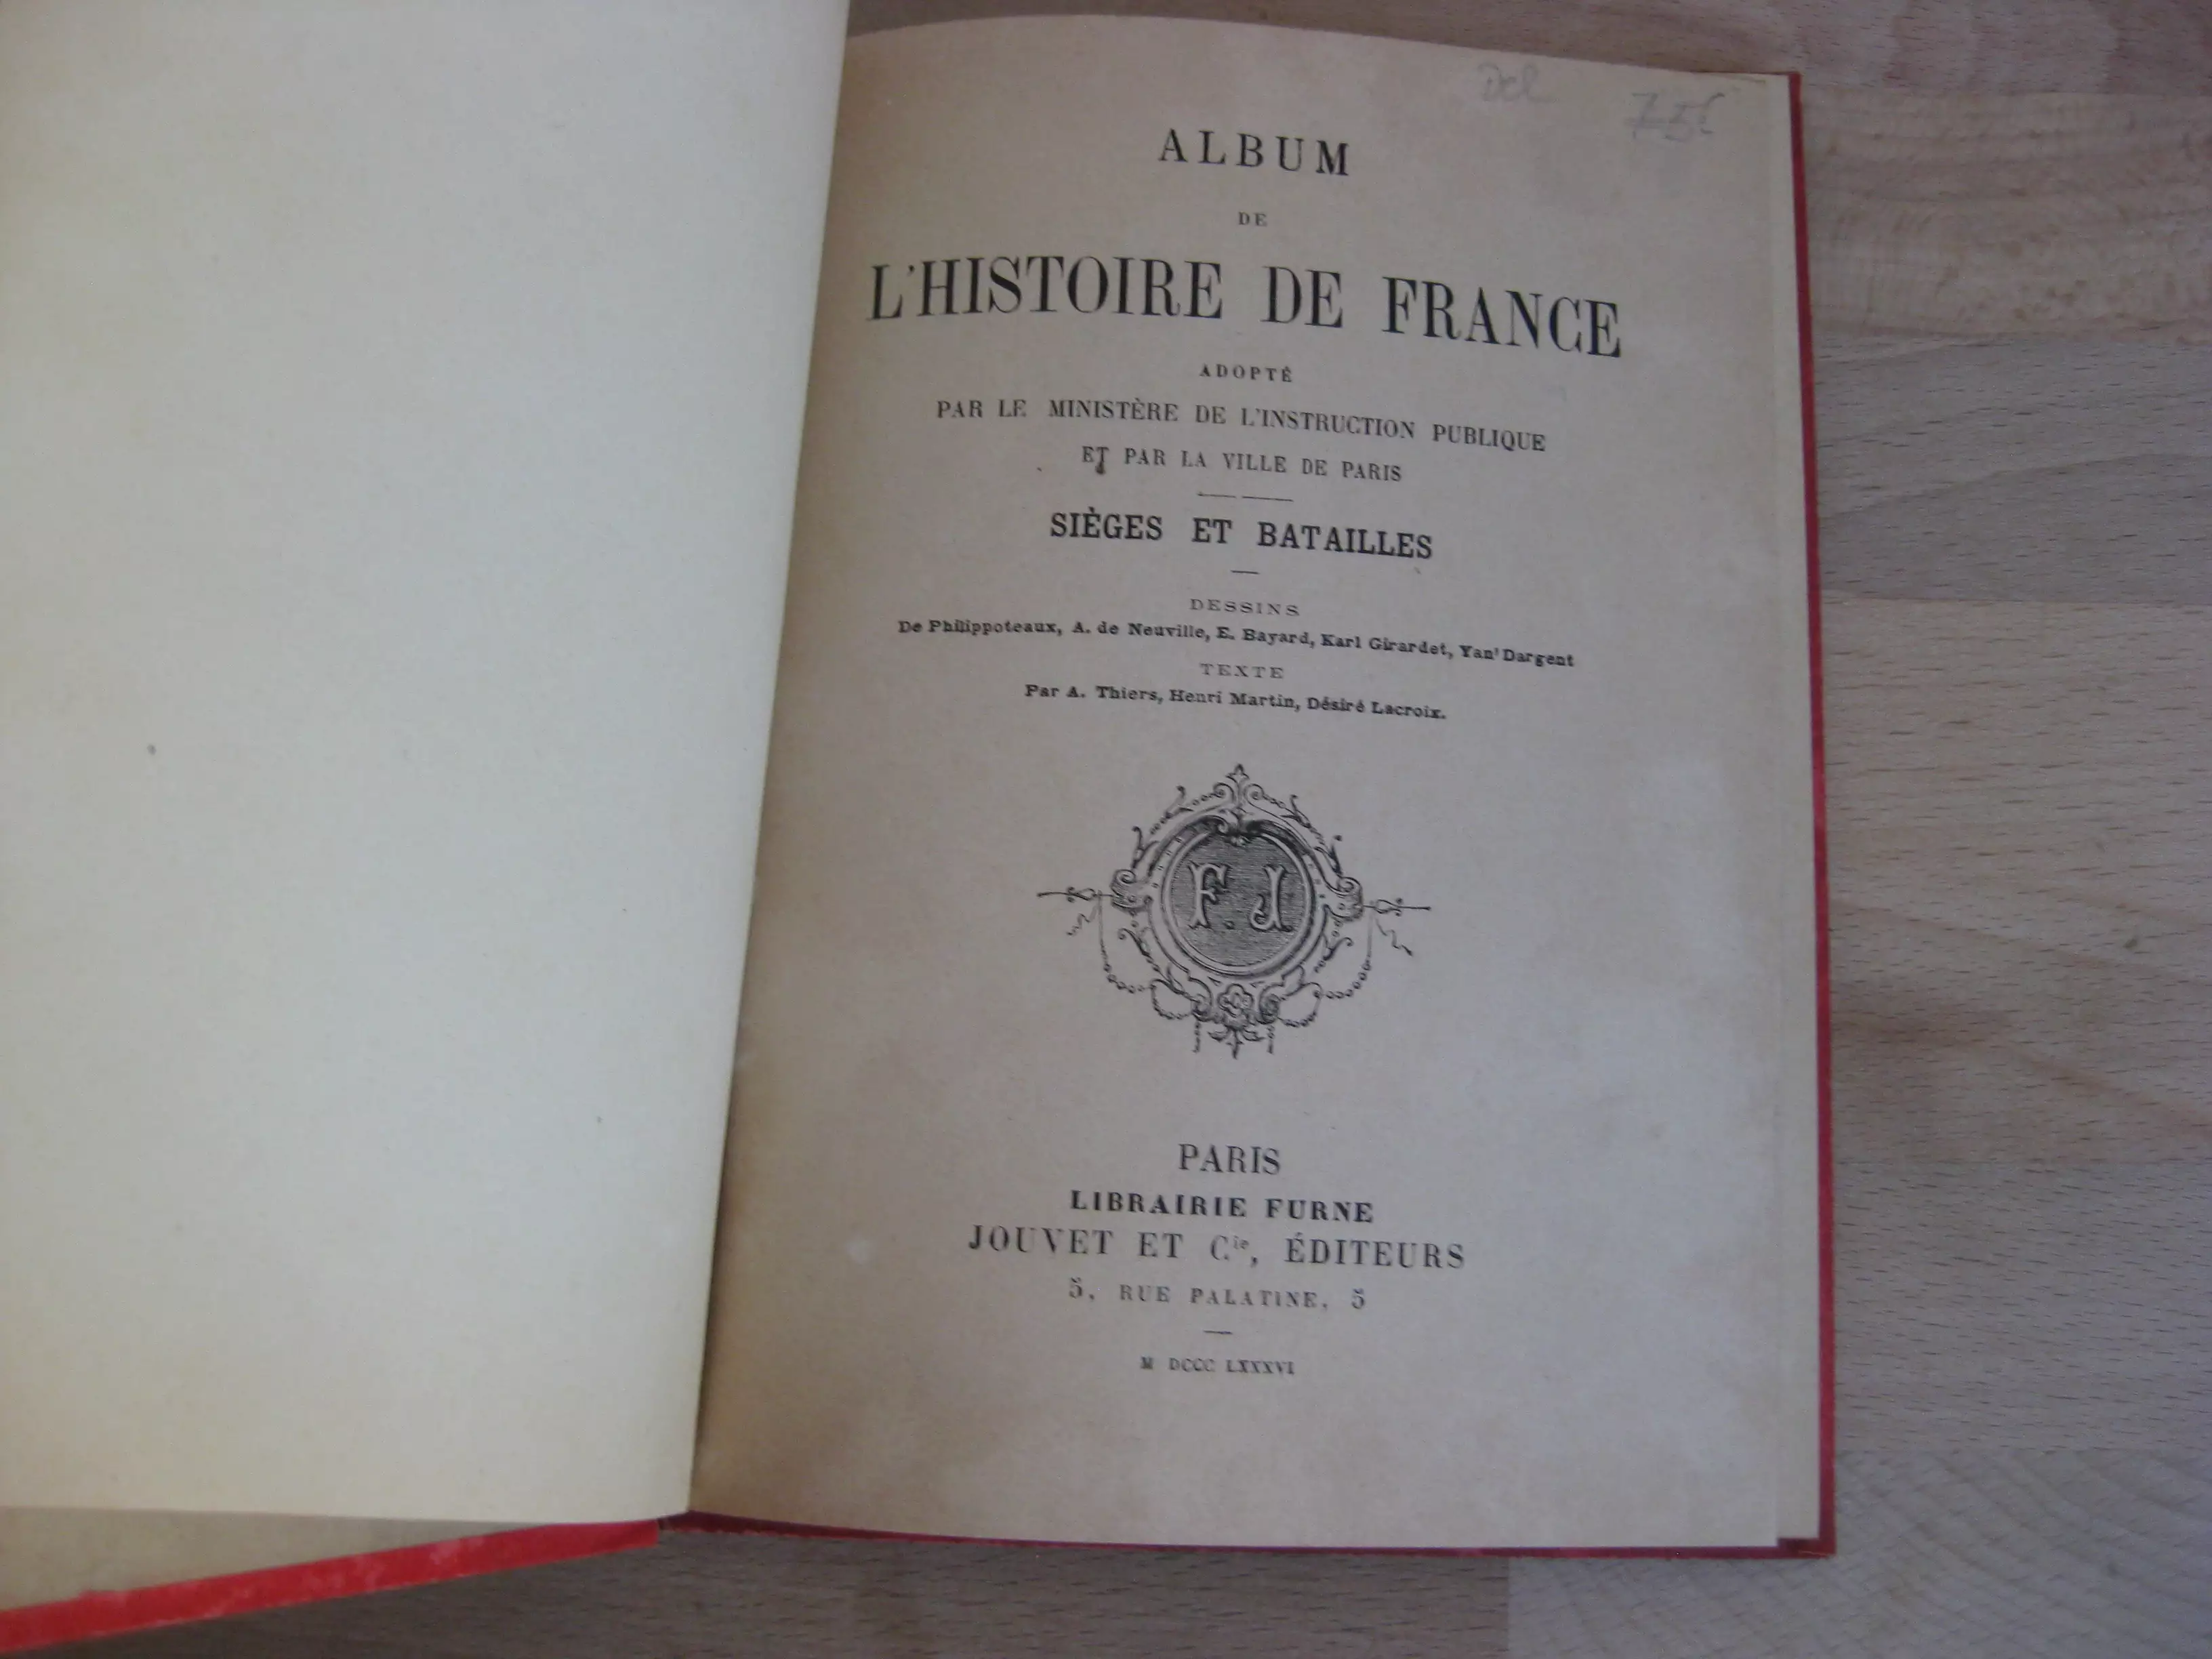 ALBUM
DE
L'HISTOIRE DE FRANCE
ADOPTÉ
PAR LE MINISTÈRE DE L'INSTRUCTION PUBLIQUE
ET PAR LA VILLE DE PARIS
SIÈGES ET BATAILLES
DESSINS
De Philippoteaux, A. de Neuville, E. Bayard, Karl Girardet, Yan' Dargent
TEXTE
Par A. Thiers, Henri Martin, Désiré Lacroix.
F. J
PARIS
LIBRAIRIE FURNE
JOUVET ET Cie, ÉDITEURS
5, RUE PALATINE, 5
M DCCC LXXXVI